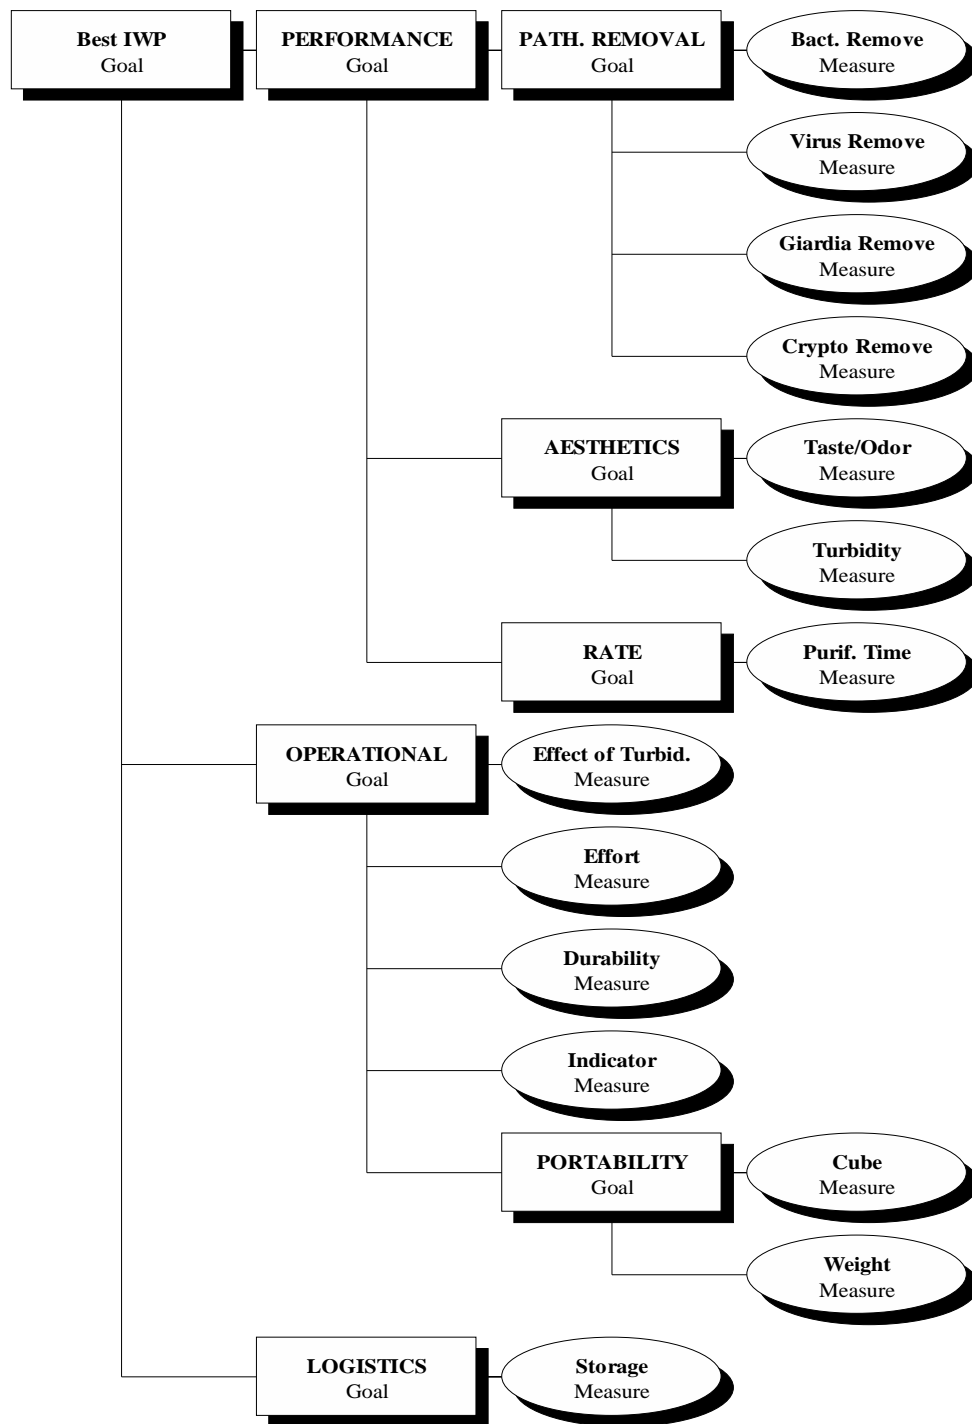 Best IWP
Goal
PERFORMANCE
Goal
PATH. REMOVAL
Goal
Bact. Remove
Measure
Virus Remove
Measure
Giardia Remove
Measure
Crypto Remove
Measure
AESTHETICS
Goal
Taste/Odor
Measure
Turbidity
Measure
RATE
Goal
Purif. Time
Measure
OPERATIONAL
Goal
Effect of Turbid.
Measure
Effort
Measure
Durability
Measure
Indicator
Measure
PORTABILITY
Goal
Cube
Measure
Weight
Measure
LOGISTICS
Goal
Storage
Measure